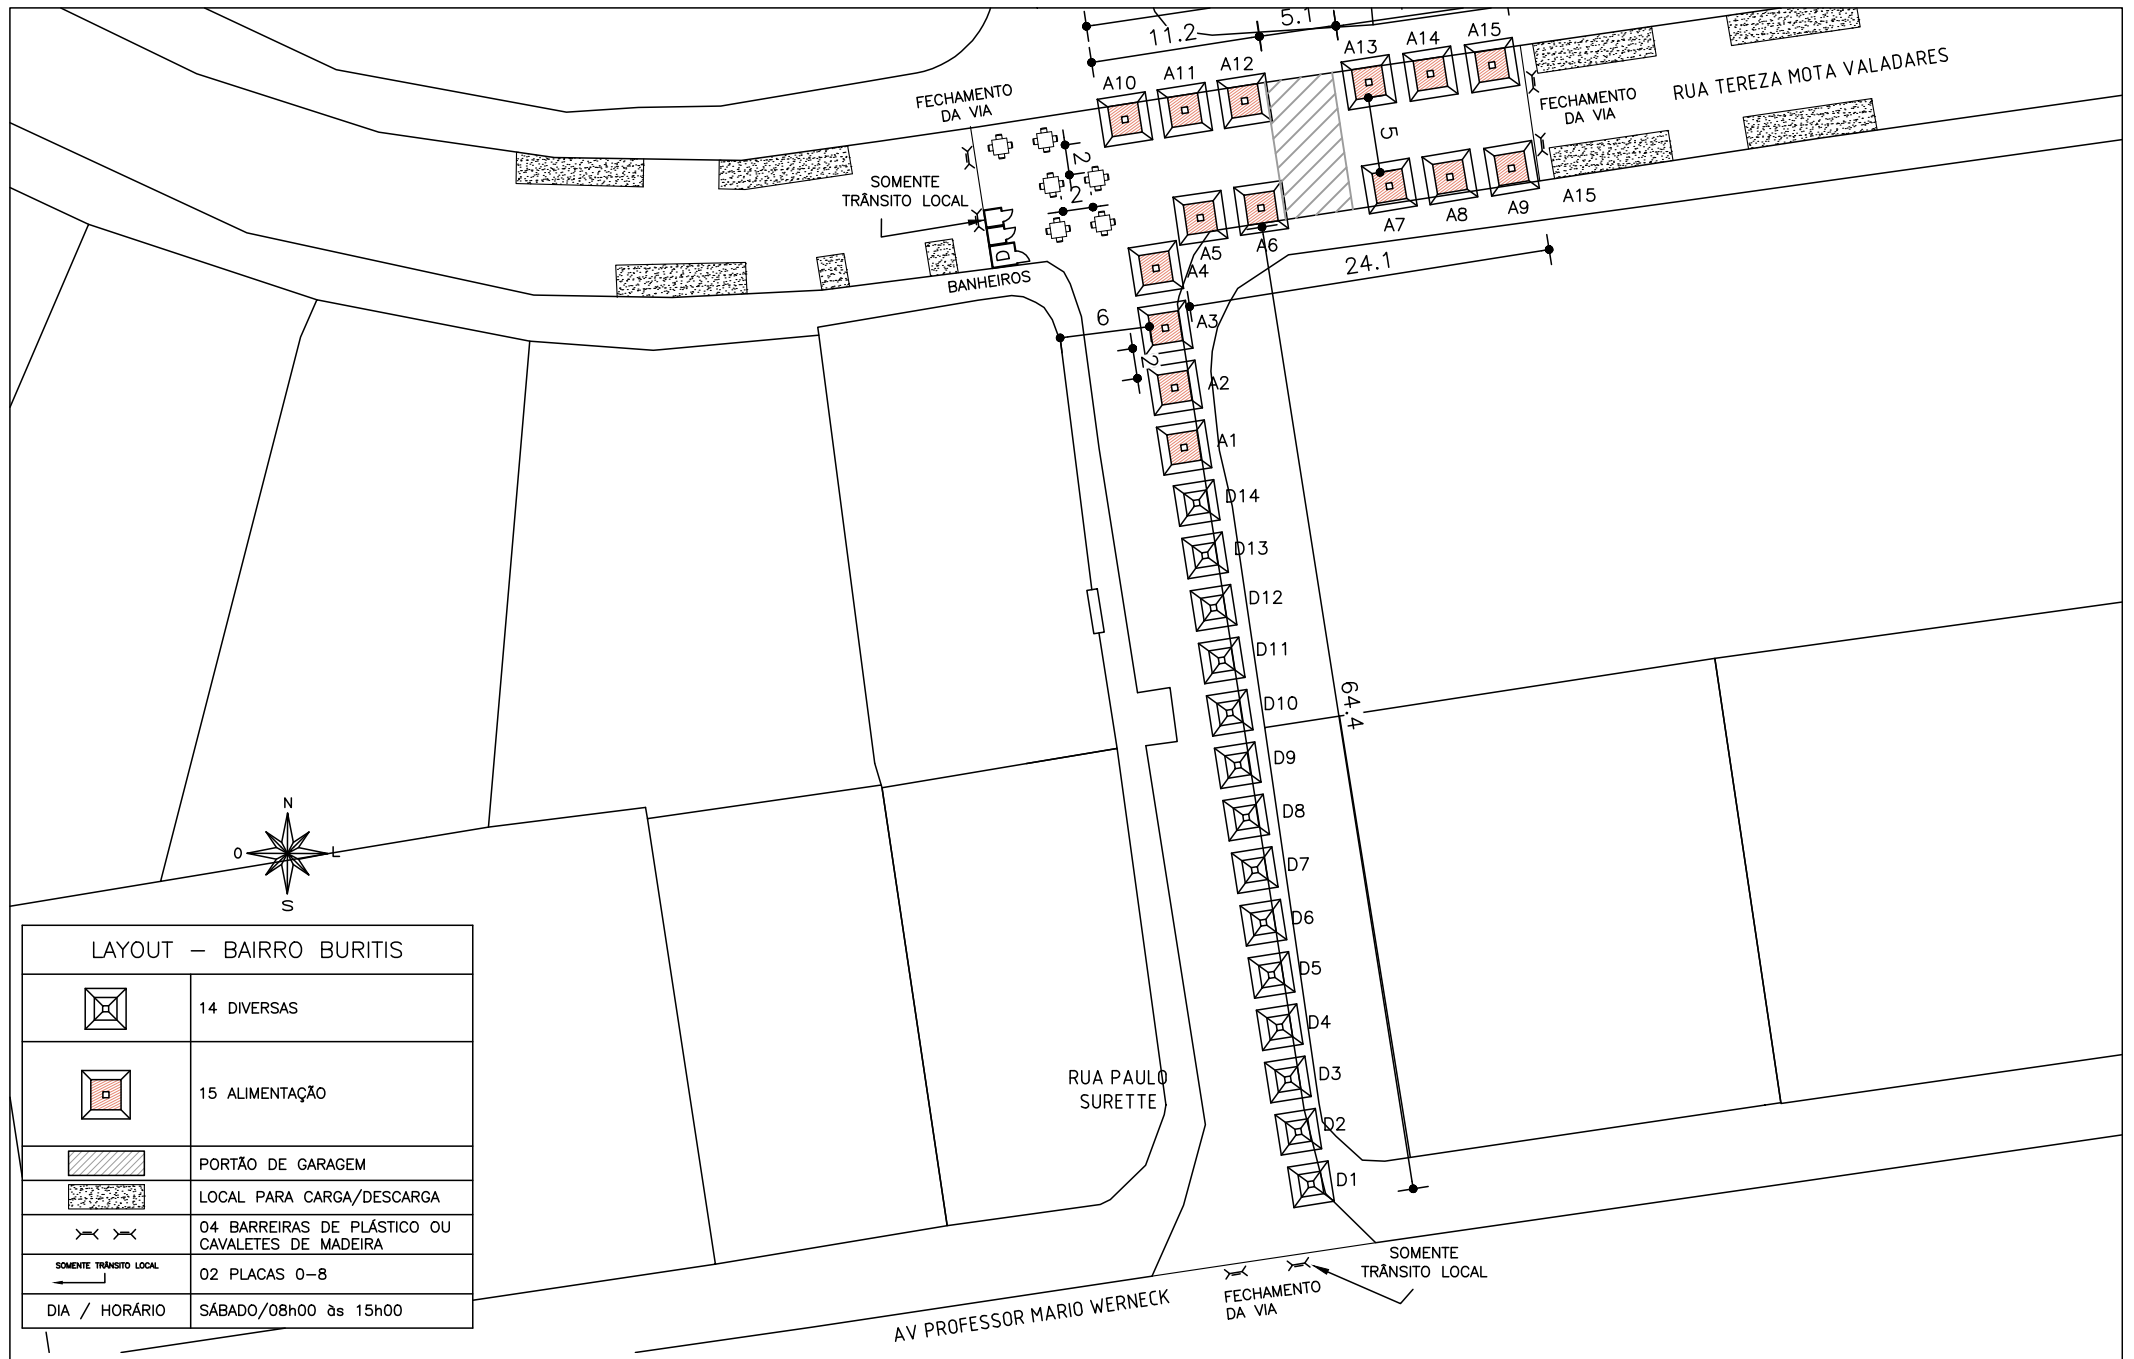 11.2
5.1
A10
A11
A12
A13
A14
A15
FECHAMENTO
DA VIA
RUA TEREZA MOTA VALADARES
FECHAMENTO
DA VIA
5
2
2
SOMENTE
TRÂNSITO LOCAL
D
BANHEIROS
A4
A5
A6
A7
A8
A9
A15
24.1
6
A3
2
A2
A1
D14
D13
D12
D11
D10
64.4
D9
D8
D7
D6
D5
D4
D3
D2
D1
RUA PAULO
SURETTE
N
O
L
S
LAYOUT – BAIRRO BURITIS
14 DIVERSAS
15 ALIMENTAÇÃO
PORTÃO DE GARAGEM
LOCAL PARA CARGA/DESCARGA
04 BARREIRAS DE PLÁSTICO OU
CAVALETES DE MADEIRA
SOMENTE TRÂNSITO LOCAL
02 PLACAS 0–8
DIA / HORÁRIO
SÁBADO/08h00 às 15h00
SOMENTE
TRÂNSITO LOCAL
FECHAMENTO
DA VIA
AV PROFESSOR MARIO WERNECK